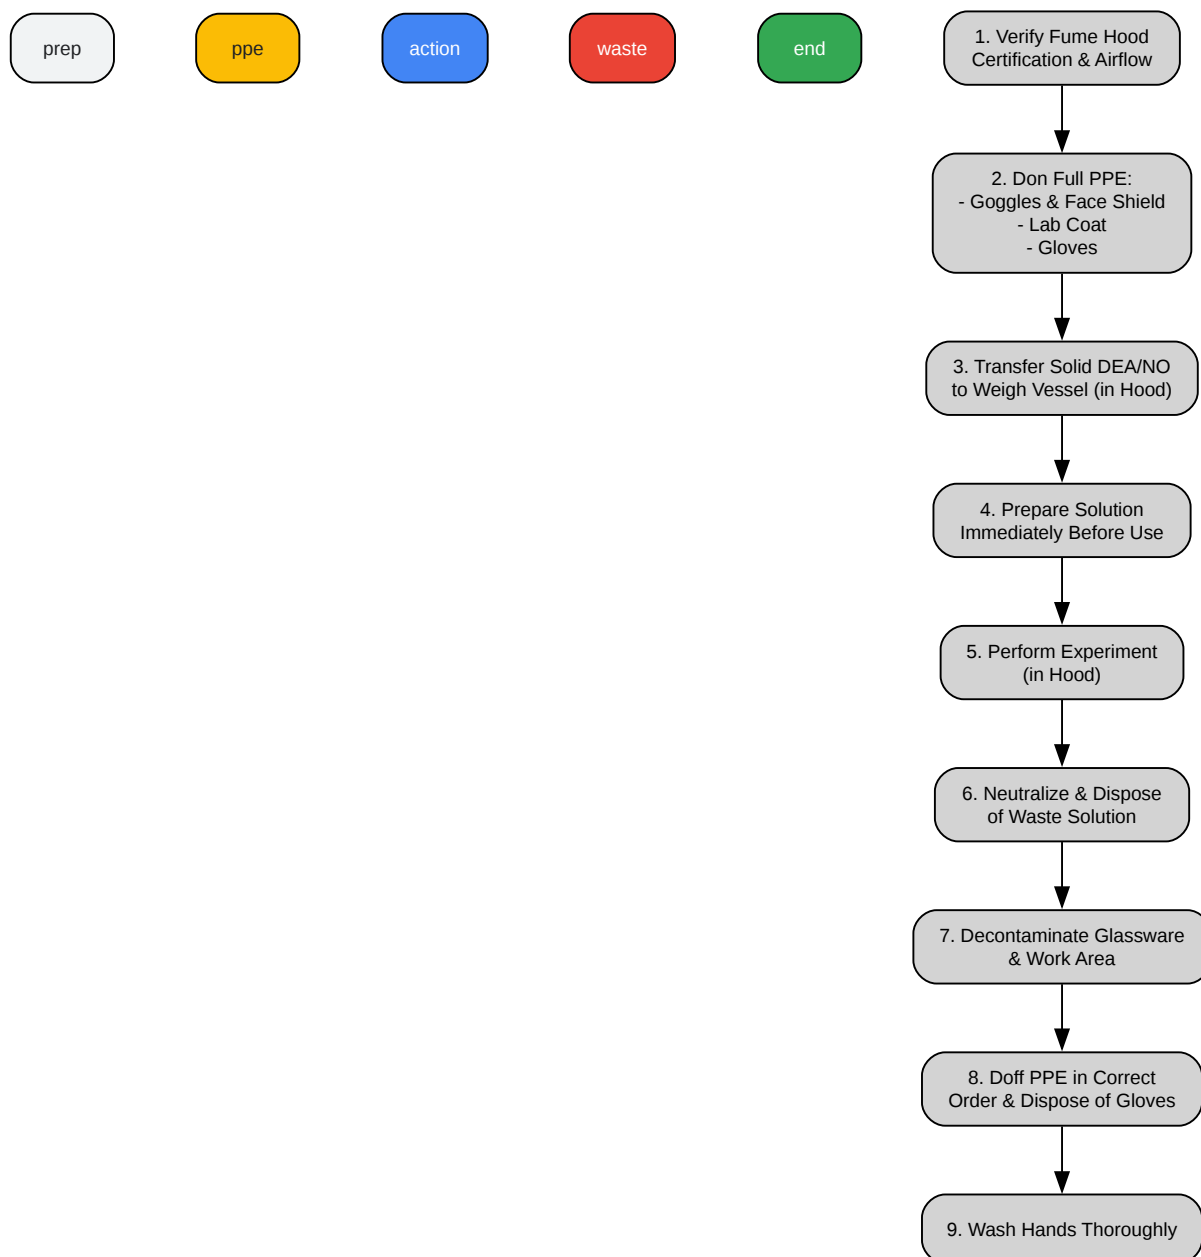 prep
ppe
action
waste
end
1. Verify Fume Hood
Certification & Airflow
2. Don Full PPE:
- Goggles & Face Shield
- Lab Coat
- Gloves
3. Transfer Solid DEA/NO
to Weigh Vessel (in Hood)
4. Prepare Solution
Immediately Before Use
5. Perform Experiment
(in Hood)
6. Neutralize & Dispose
of Waste Solution
7. Decontaminate Glassware
& Work Area
8. Doff PPE in Correct
Order & Dispose of Gloves
9. Wash Hands Thoroughly